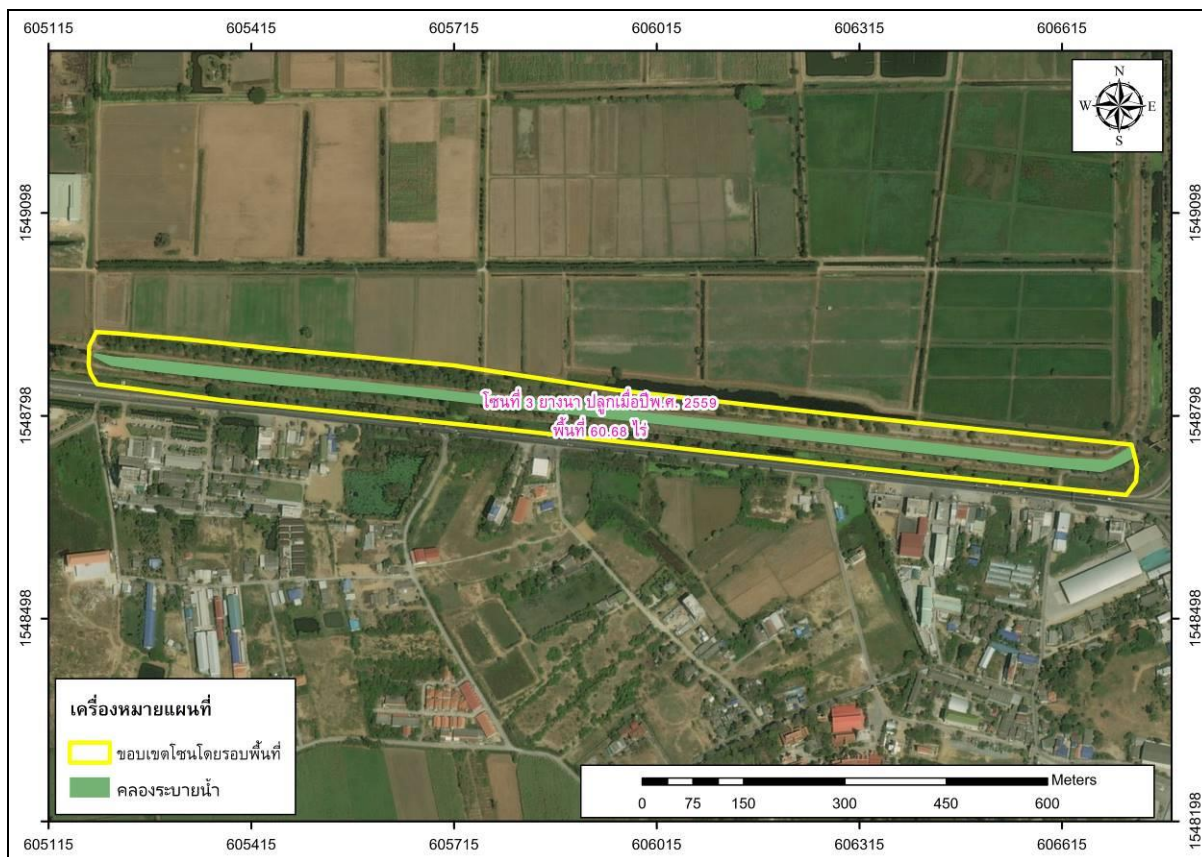 605115 605415 605715 606015 606315 606615
N
W E
S
1549098 1549098
1548798 1548798
โซนที่ 3 ยางนา ปลูกเมื่อปีพ.ศ. 2559
พื้นที่ 60.68 ไร่
1548498 1548498
เครื่องหมายแผนที่
ขอบเขตโซนโดยรอบพื้นที่
คลองระบายน้ำ
Meters
0 75 150 300 450 600
1548198 1548198
605115 605415 605715 606015 606315 606615